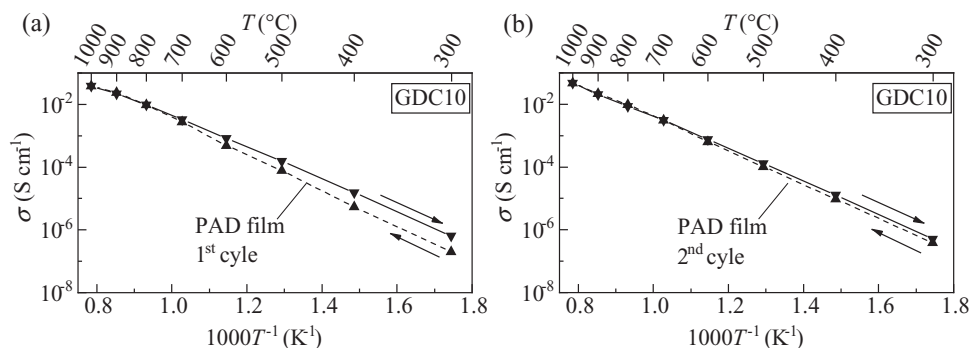 (a)
T (°C)
1000
900
800
700
600
500
400
300
GDC10
10⁻²
10⁻⁴
10⁻⁶
10⁻⁸
σ (S cm⁻¹)
PAD film
1ˢᵗ cyle
0.8 1.0 1.2 1.4 1.6 1.8
1000T⁻¹ (K⁻¹)
(b)
T (°C)
1000
900
800
700
600
500
400
300
GDC10
10⁻²
10⁻⁴
10⁻⁶
10⁻⁸
σ (S cm⁻¹)
PAD film
2ⁿᵈ cyle
0.8 1.0 1.2 1.4 1.6 1.8
1000T⁻¹ (K⁻¹)